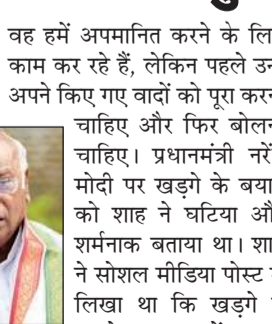 वह हमें अपमानित करने के लि
काम कर रहे हैं, लेकिन पहले उन
अपने किए गए वादों को पूरा करन
चाहिए और फिर बोलन
चाहिए। प्रधानमंत्री नरें
मोदी पर खड़गे के बया
को शाह ने घटिया औ
शर्मनाक बताया था। शा
ने सोशल मीडिया पोस्ट
लिखा था कि खड़गे